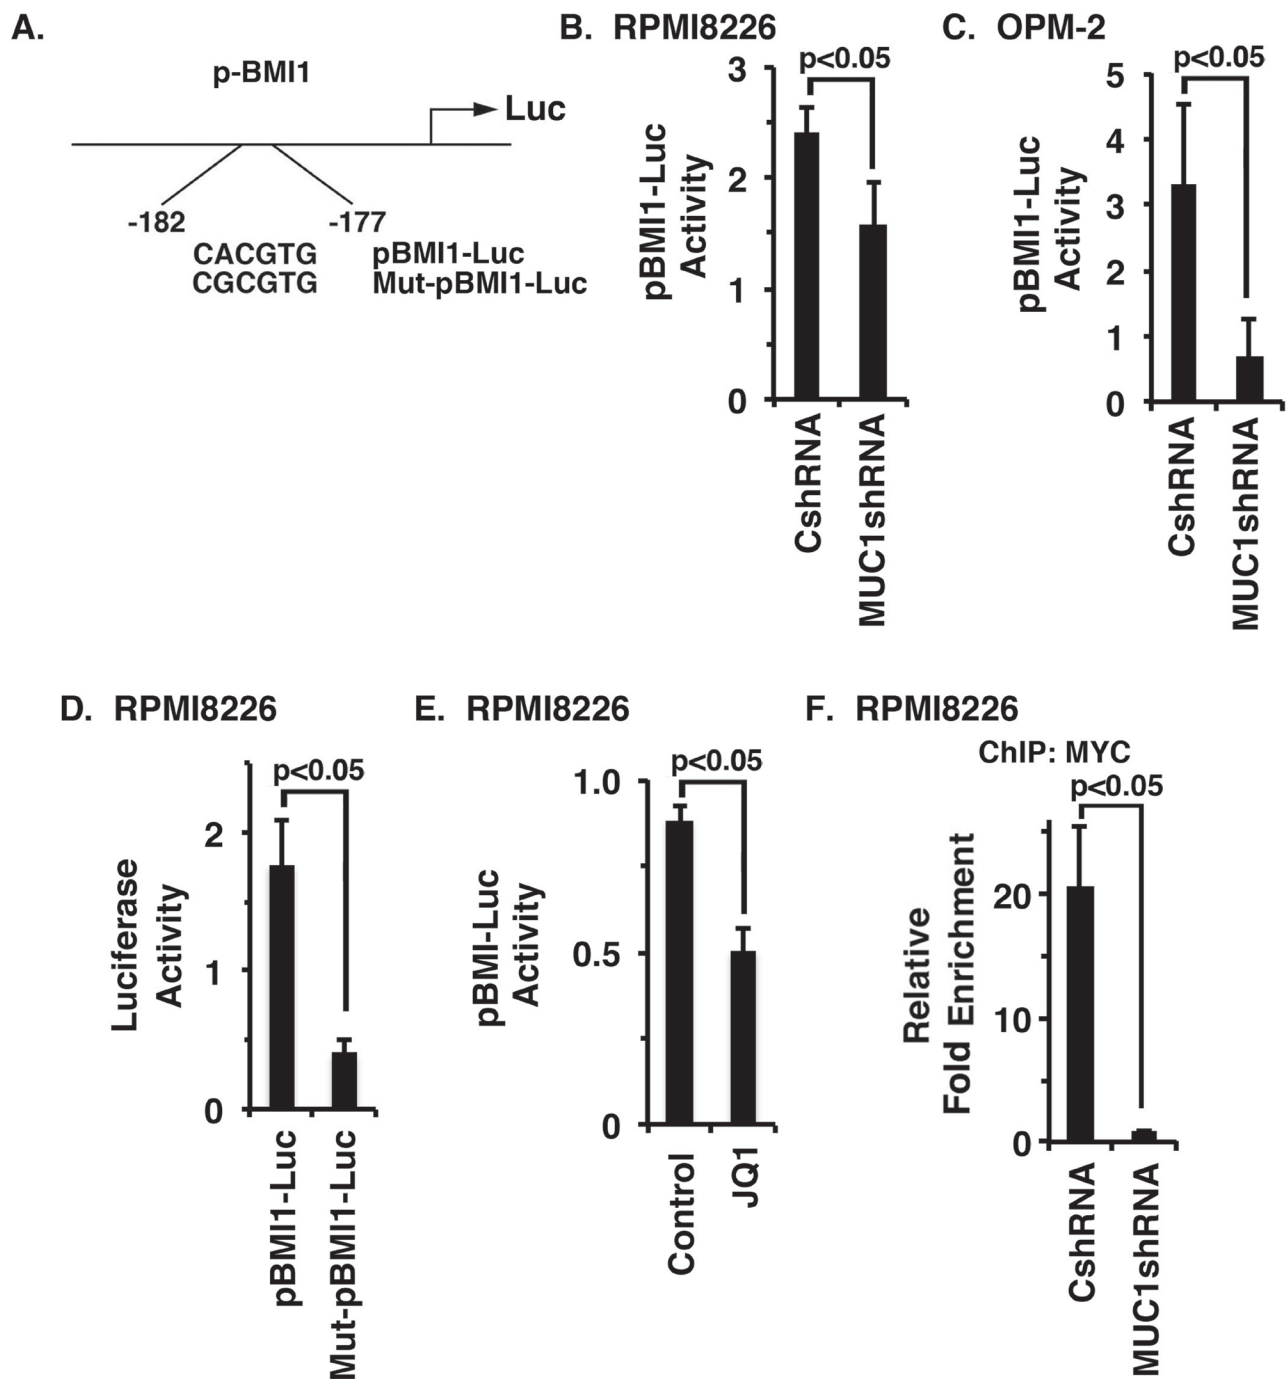 A.
p-BMI1
Luc
-182
-177
CACGTG pBMI1-Luc
CGCGTG Mut-pBMI1-Luc
B. RPMI8226
p<0.05
pBMI1-Luc
Activity
3
2
1
0
CshRNA
MUC1shRNA
C. OPM-2
p<0.05
pBMI1-Luc
Activity
5
4
3
2
1
0
CshRNA
MUC1shRNA
D. RPMI8226
p<0.05
Luciferase
Activity
2
1
0
pBMI1-Luc
Mut-pBMI1-Luc
E. RPMI8226
p<0.05
pBMI-Luc
Activity
1.0
0.5
0
Control
JQ1
F. RPMI8226
ChIP: MYC
p<0.05
Relative
Fold Enrichment
20
10
0
CshRNA
MUC1shRNA